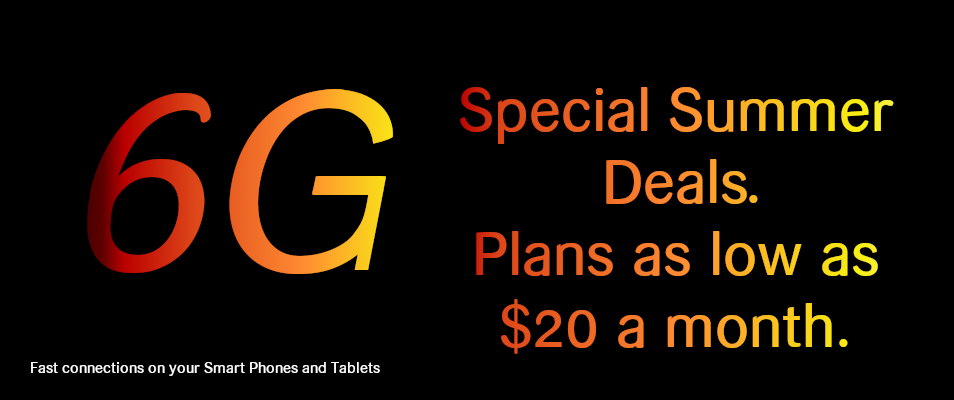 6G
Special Summer
Deals.
Plans as low as
$20 a month.
Fast connections on your Smart Phones and Tablets